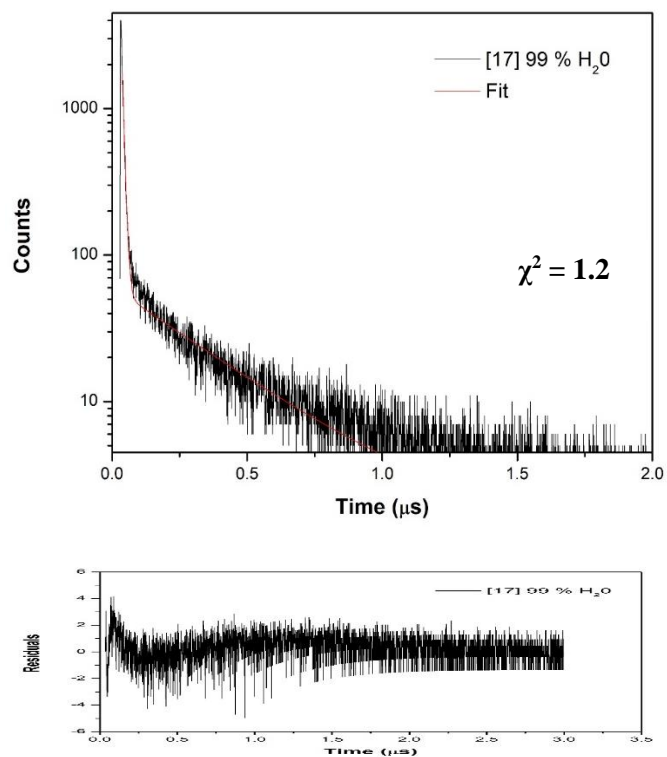 [17] 99 % H₂0
Fit
1000
100
10
Counts
χ² = 1.2
0.0 0.5 1.0 1.5 2.0
Time (μs)
[17] 99 % H₂0
6
4
2
0
-2
-4
-6
Residuals
0.0 0.5 1.0 1.5 2.0 2.5 3.0 3.5
Time (μs)